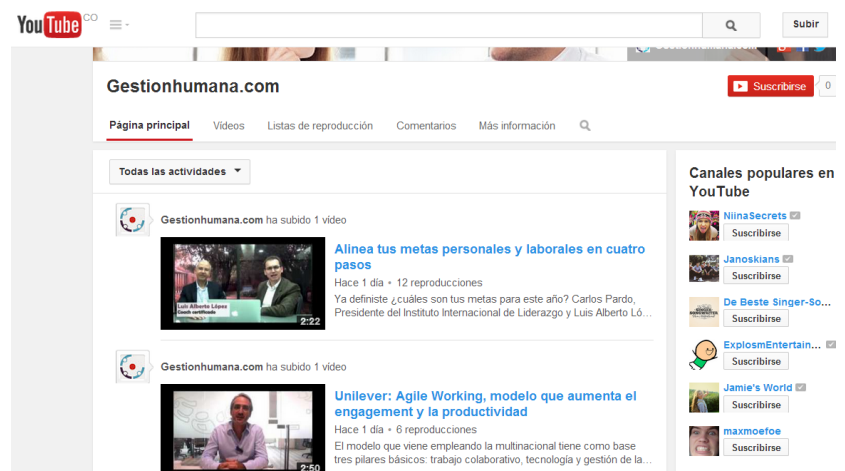 YouTube CO
Subir
Gestionhumana.com
Gestionhumana.com
Suscribirse 0
Página principal Vídeos Listas de reproducción Comentarios Más información
Todas las actividades
Canales populares en
YouTube
Gestionhumana.com ha subido 1 vídeo
Alinea tus metas personales y laborales en cuatro
pasos
Hace 1 día • 12 reproducciones
Ya definiste ¿cuáles son tus metas para este año? Carlos Pardo,
Presidente del Instituto Internacional de Liderazgo y Luis Alberto Ló...
Luis Alberto López
Coach certificado
2:22
Gestionhumana.com ha subido 1 vídeo
Unilever: Agile Working, modelo que aumenta el
engagement y la productividad
Hace 1 día • 6 reproducciones
El modelo que viene empleando la multinacional tiene como base
tres pilares básicos: trabajo colaborativo, tecnología y gestión de la...
2:50
NiinaSecrets
Suscribirse
Janoskians
Suscribirse
De Beste Singer-So...
Suscribirse
ExplosmEntertain...
Suscribirse
Jamie's World
Suscribirse
maxmoefoe
Suscribirse